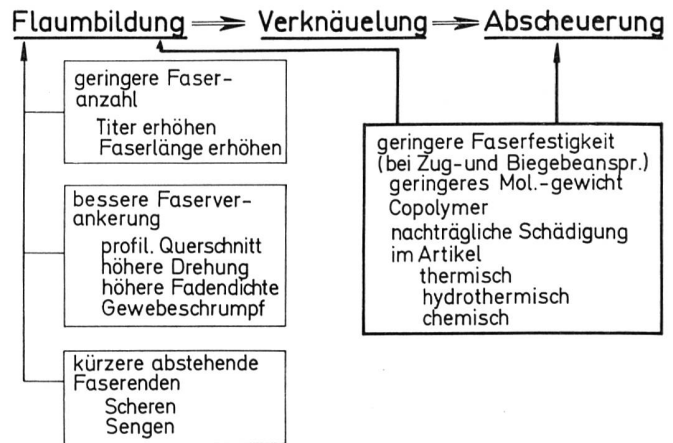 Flaumbildung ⇒ Verknäuelung ⇒ Abscheuerung
geringere Faser-
anzahl
Titer erhöhen
Faserlänge erhöhen
bessere Faserver-
ankerung
profil. Querschnitt
höhere Drehung
höhere Fadendichte
Gewebeschrumpf
kürzere abstehende
Faserenden
Scheren
Sengen
geringere Faserfestigkeit
(bei Zug-und Biegebeanspr.)
geringeres Mol.-gewicht
Copolymer
nachträgliche Schädigung
im Artikel
thermisch
hydrothermisch
chemisch